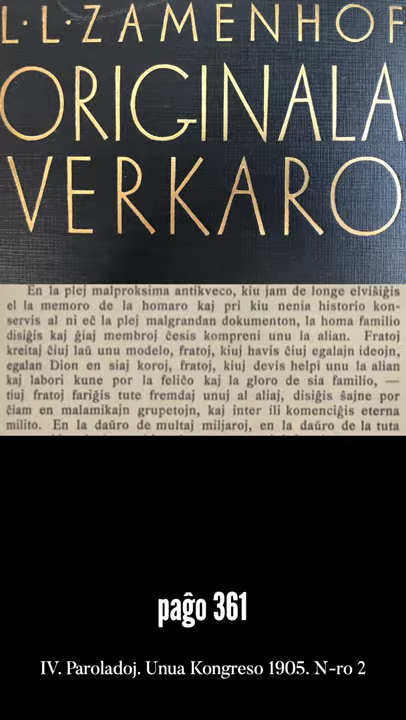 L·L·ZAMENHOF
ORIGINALA
VERKARO
En la plej malproksima antikveco, kiu jam de longe elviŝiĝis
el la memoro de la homaro kaj pri kiu nenia historio kon-
servis al ni eĉ la plej malgrandan dokumenton, la homa familio
disiĝis kaj ĝiaj membroj ĉesis kompreni unu la alian. Fratoj
kreitaj ĉiuj laŭ unu modelo, fratoj, kiuj havis ĉiuj egalajn ideojn,
egalan Dion en siaj koroj, fratoj, kiuj devis helpi unu la alian
kaj labori kune por la feliĉo kaj la gloro de sia familio, —
tiuj fratoj fariĝis tute fremdaj unuj al aliaj, disiĝis ŝajne por
ĉiam en malamikajn grupetojn, kaj inter ili komenciĝis eterna
milito. En la daŭro de multaj miljaroj, en la daŭro de la tuta
paĝo 361
IV. Paroladoj. Unua Kongreso 1905. N-ro 2